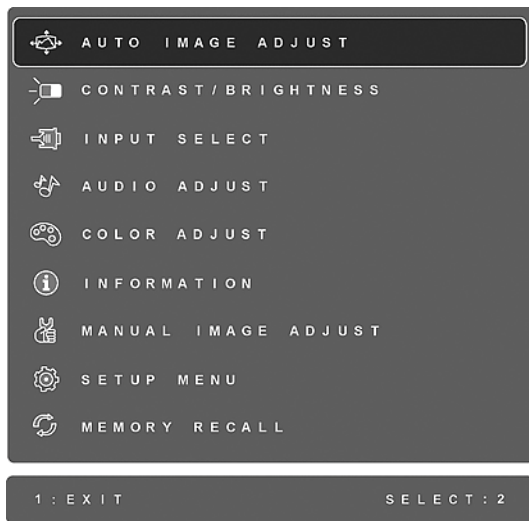 AUTO IMAGE ADJUST
CONTRAST/BRIGHTNESS
INPUT SELECT
AUDIO ADJUST
COLOR ADJUST
INFORMATION
MANUAL IMAGE ADJUST
SETUP MENU
MEMORY RECALL
1:EXIT SELECT:2